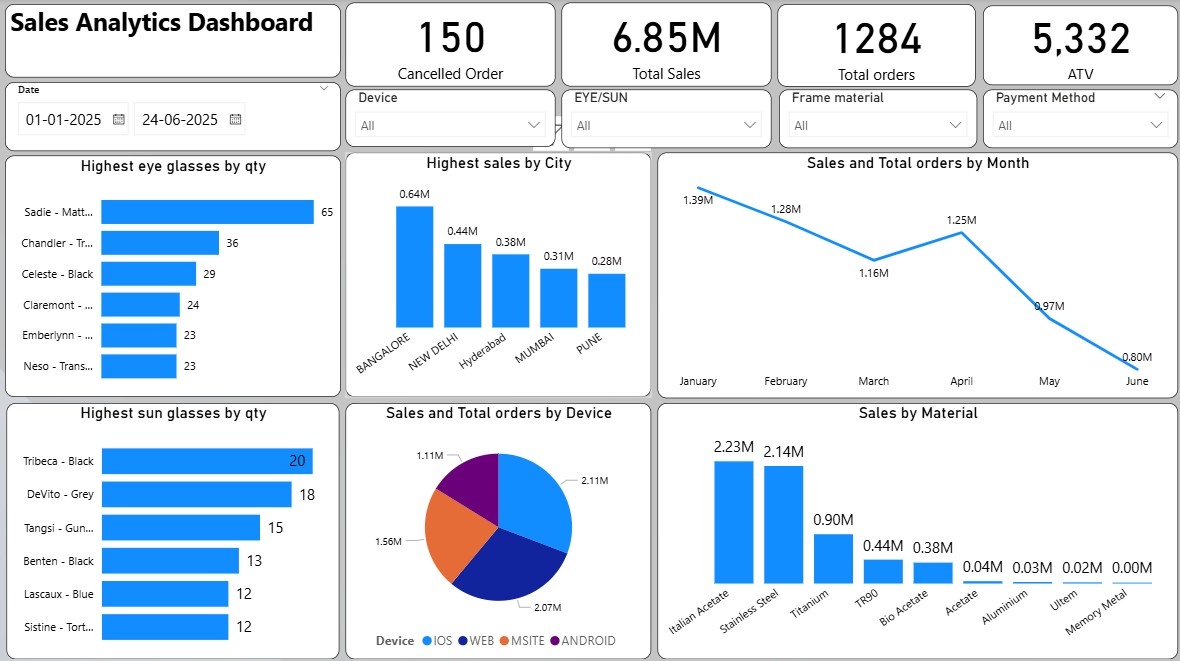 Sales Analytics Dashboard
150
Cancelled Order
6.85M
Total Sales
1284
Total orders
5,332
ATV
Date
01-01-2025
24-06-2025
Device
All
EYE/SUN
All
Frame material
All
Payment Method
All
Highest eye glasses by qty
Sadie - Matt... 65
Chandler - Tr... 36
Celeste - Black 29
Claremont - ... 24
Emberlynn - ... 23
Neso - Trans... 23
Highest sales by City
0.64M
0.44M
0.38M
0.31M
0.28M
BANGALORE
NEW DELHI
Hyderabad
MUMBAI
PUNE
Sales and Total orders by Month
1.39M
1.28M
1.16M
1.25M
0.97M
0.80M
January February March April May June
Highest sun glasses by qty
Tribeca - Black 20
DeVito - Grey 18
Tangsi - Gun... 15
Benten - Black 13
Lascaux - Blue 12
Sistine - Tort... 12
Sales and Total orders by Device
1.11M
2.11M
1.56M
2.07M
Device IOS WEB MSITE ANDROID
Sales by Material
2.23M
2.14M
0.90M
0.44M
0.38M
0.04M
0.03M
0.02M
0.00M
Italian Acetate
Stainless Steel
Titanium
TR90
Bio Acetate
Acetate
Aluminium
Ultem
Memory Metal